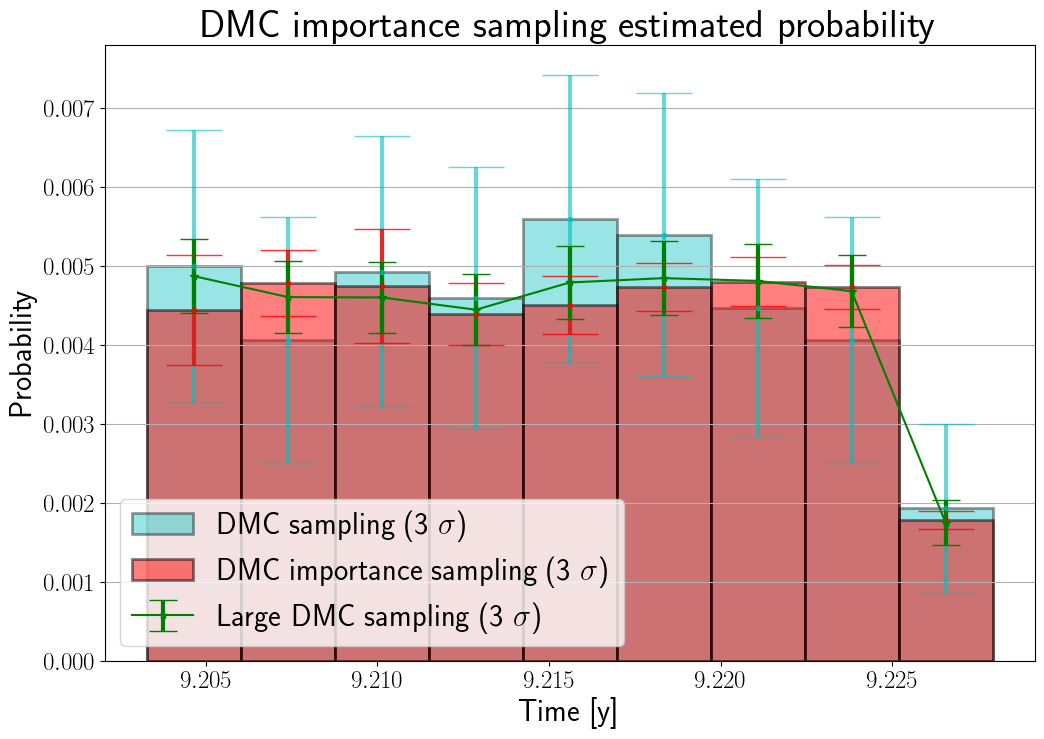 DMC importance sampling estimated probability
Probability
0.007
0.006
0.005
0.004
0.003
0.002
0.001
0.000
DMC sampling (3 σ)
DMC importance sampling (3 σ)
Large DMC sampling (3 σ)
9.205 9.210 9.215 9.220 9.225
Time [y]